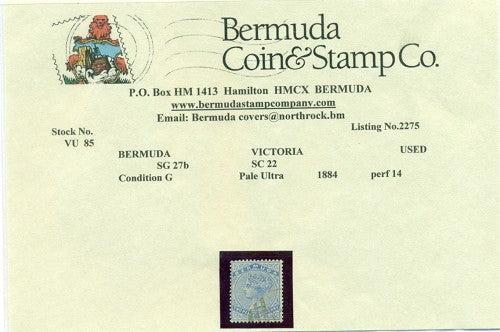 Bermuda
Coin & Stamp Co.
P.O. Box HM 1413 Hamilton HMCX BERMUDA
www.bermudastampcompany.com
Email: Bermuda covers@northrock.bm
Stock No.
Listing No.2275
VU 85
BERMUDA VICTORIA USED
SG 27b SC 22
Condition G Pale Ultra 1884 perf 14
BERMUDA